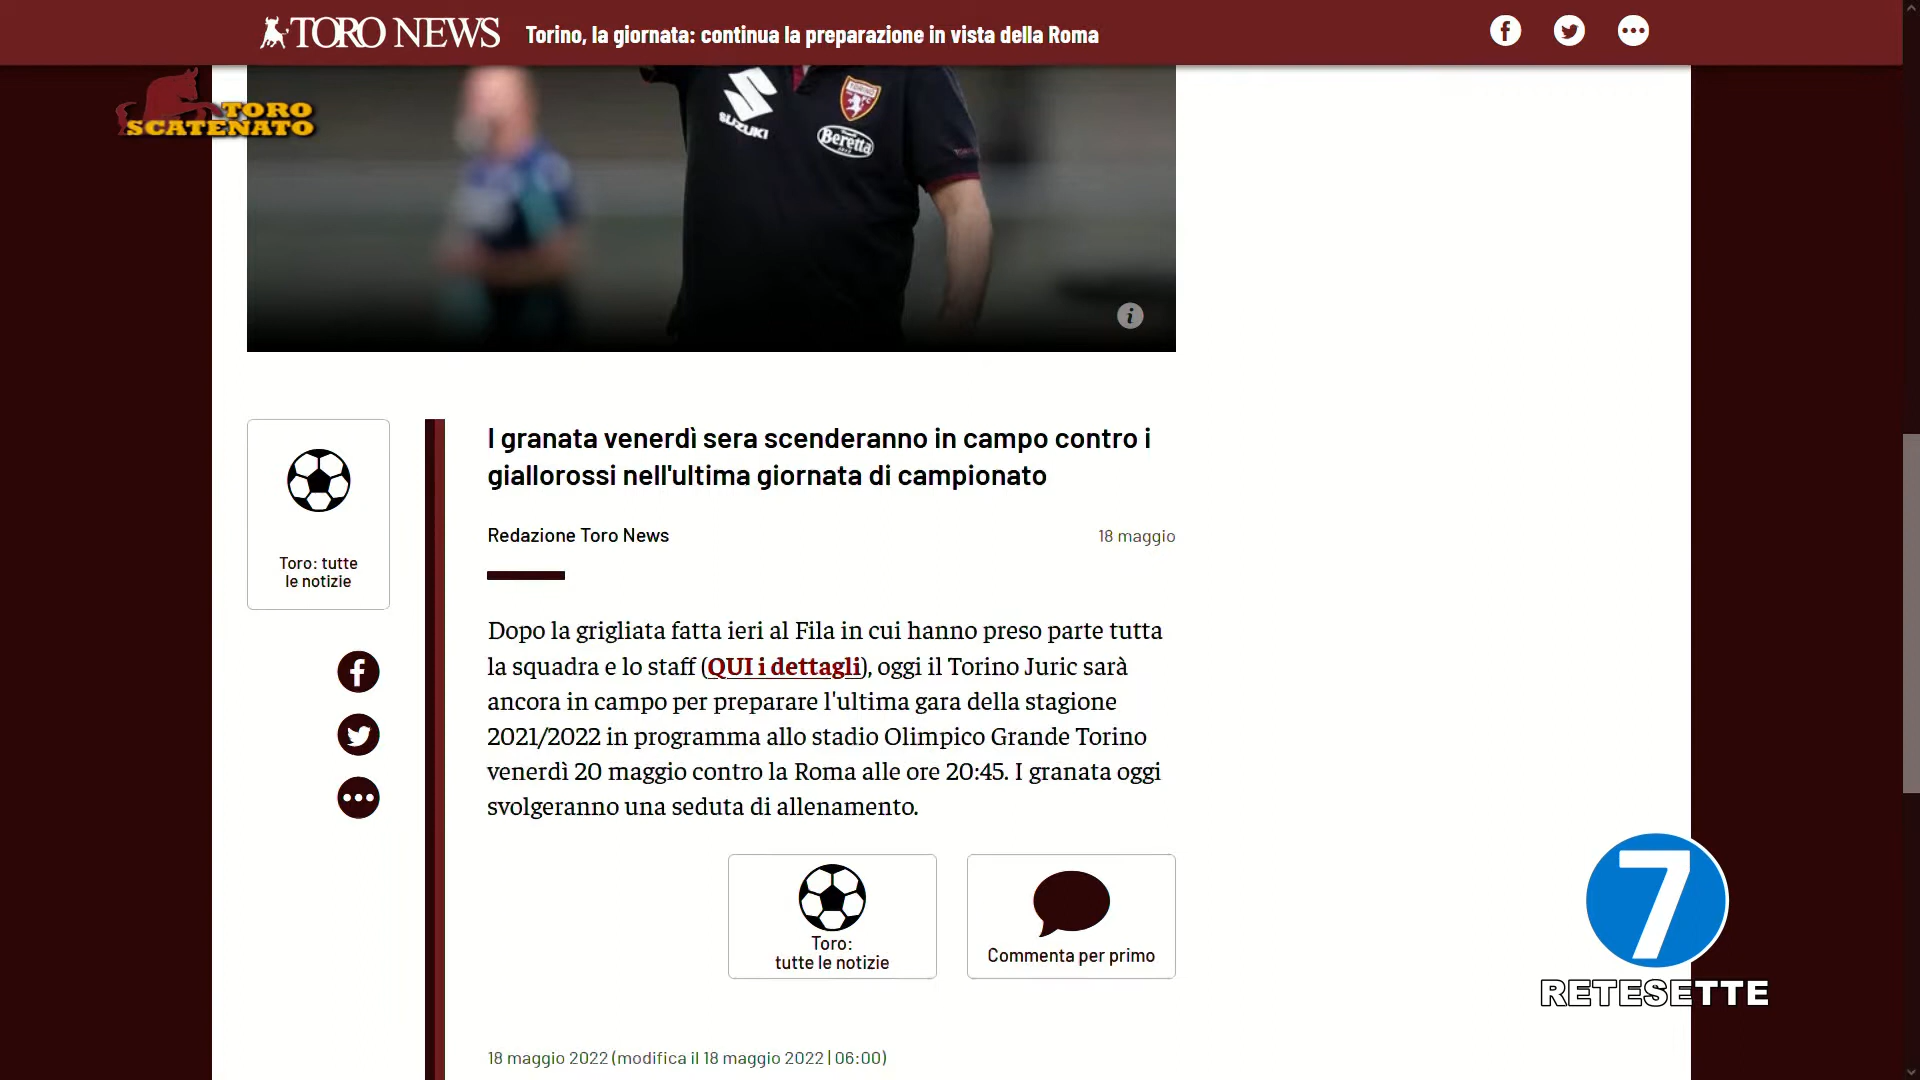 TORO NEWS
Torino, la giornata: continua la preparazione in vista della Roma
TORO
SCATENATO
SUZUKI
TORINO
Beretta
I granata venerdì sera scenderanno in campo contro i
giallorossi nell'ultima giornata di campionato
Redazione Toro News
18 maggio
Toro: tutte
le notizie
Dopo la grigliata fatta ieri al Fila in cui hanno preso parte tutta
la squadra e lo staff (QUI i dettagli), oggi il Torino Juric sarà
ancora in campo per preparare l'ultima gara della stagione
2021/2022 in programma allo stadio Olimpico Grande Torino
venerdì 20 maggio contro la Roma alle ore 20:45. I granata oggi
svolgeranno una seduta di allenamento.
Toro:
tutte le notizie
Commenta per primo
7
RETESETTE
18 maggio 2022 (modifica il 18 maggio 2022 | 06:00)